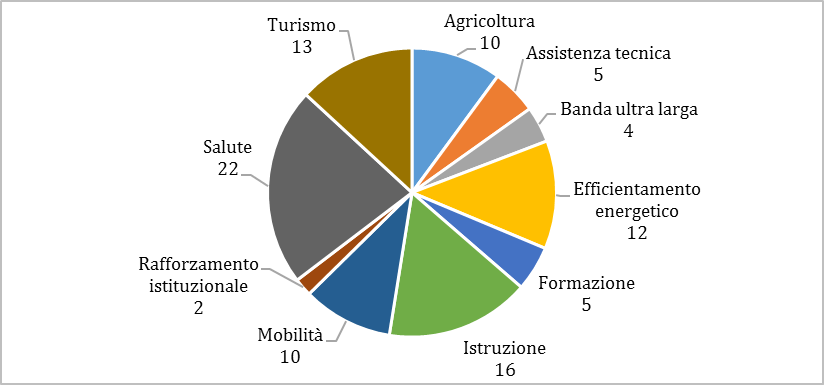 Agricoltura
10
Assistenza tecnica
5
Banda ultra larga
4
Efficientamento
energetico
12
Formazione
5
Istruzione
16
Mobilità
10
Rafforzamento
istituzionale
2
Salute
22
Turismo
13